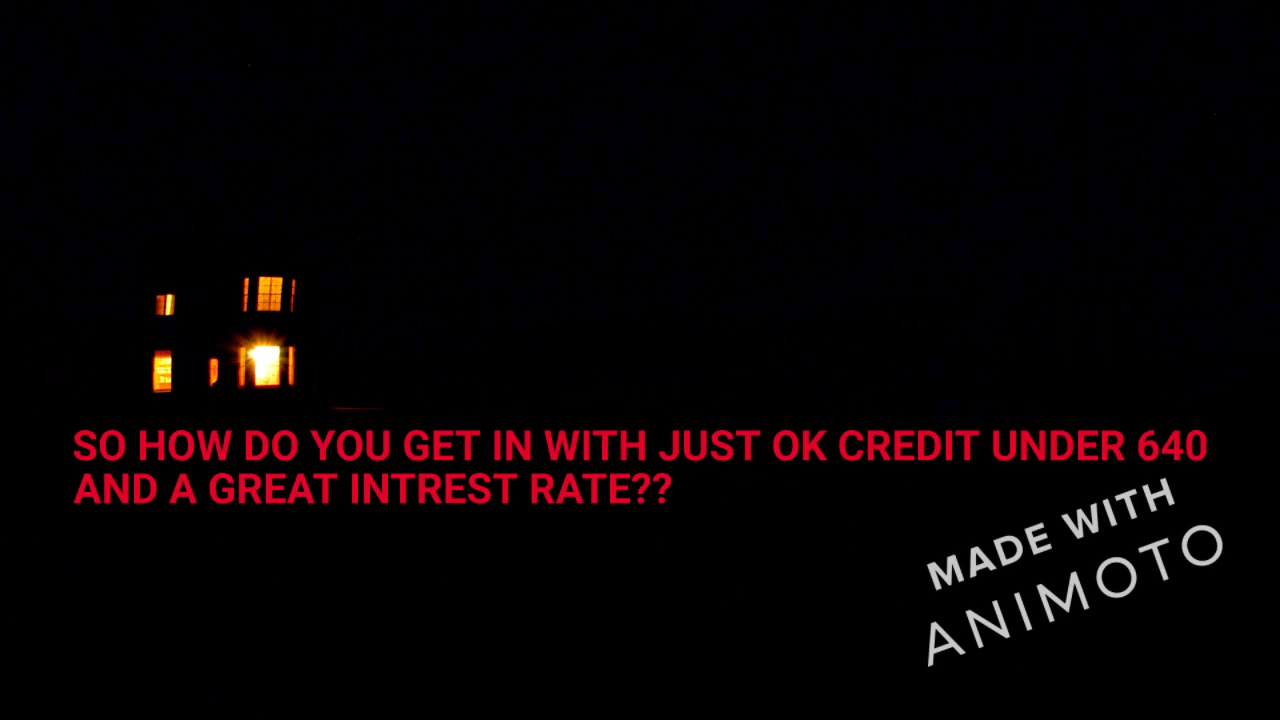 SO HOW DO YOU GET IN WITH JUST OK CREDIT UNDER 640
AND A GREAT INTREST RATE??
MADE WITH
ANIMOTO